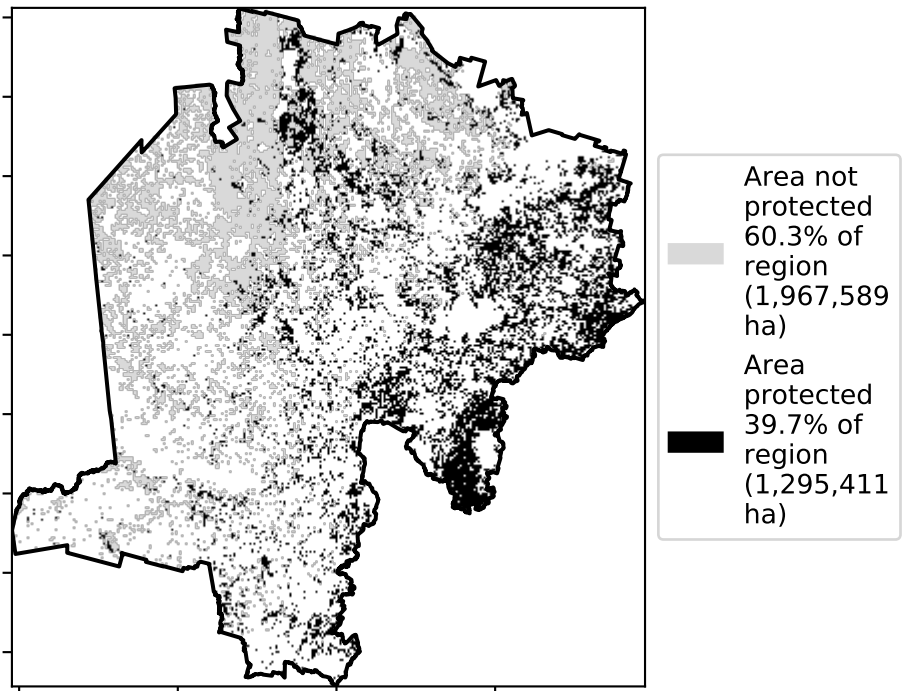 Area not
protected
60.3% of
region
(1,967,589
ha)
Area
protected
39.7% of
region
(1,295,411
ha)